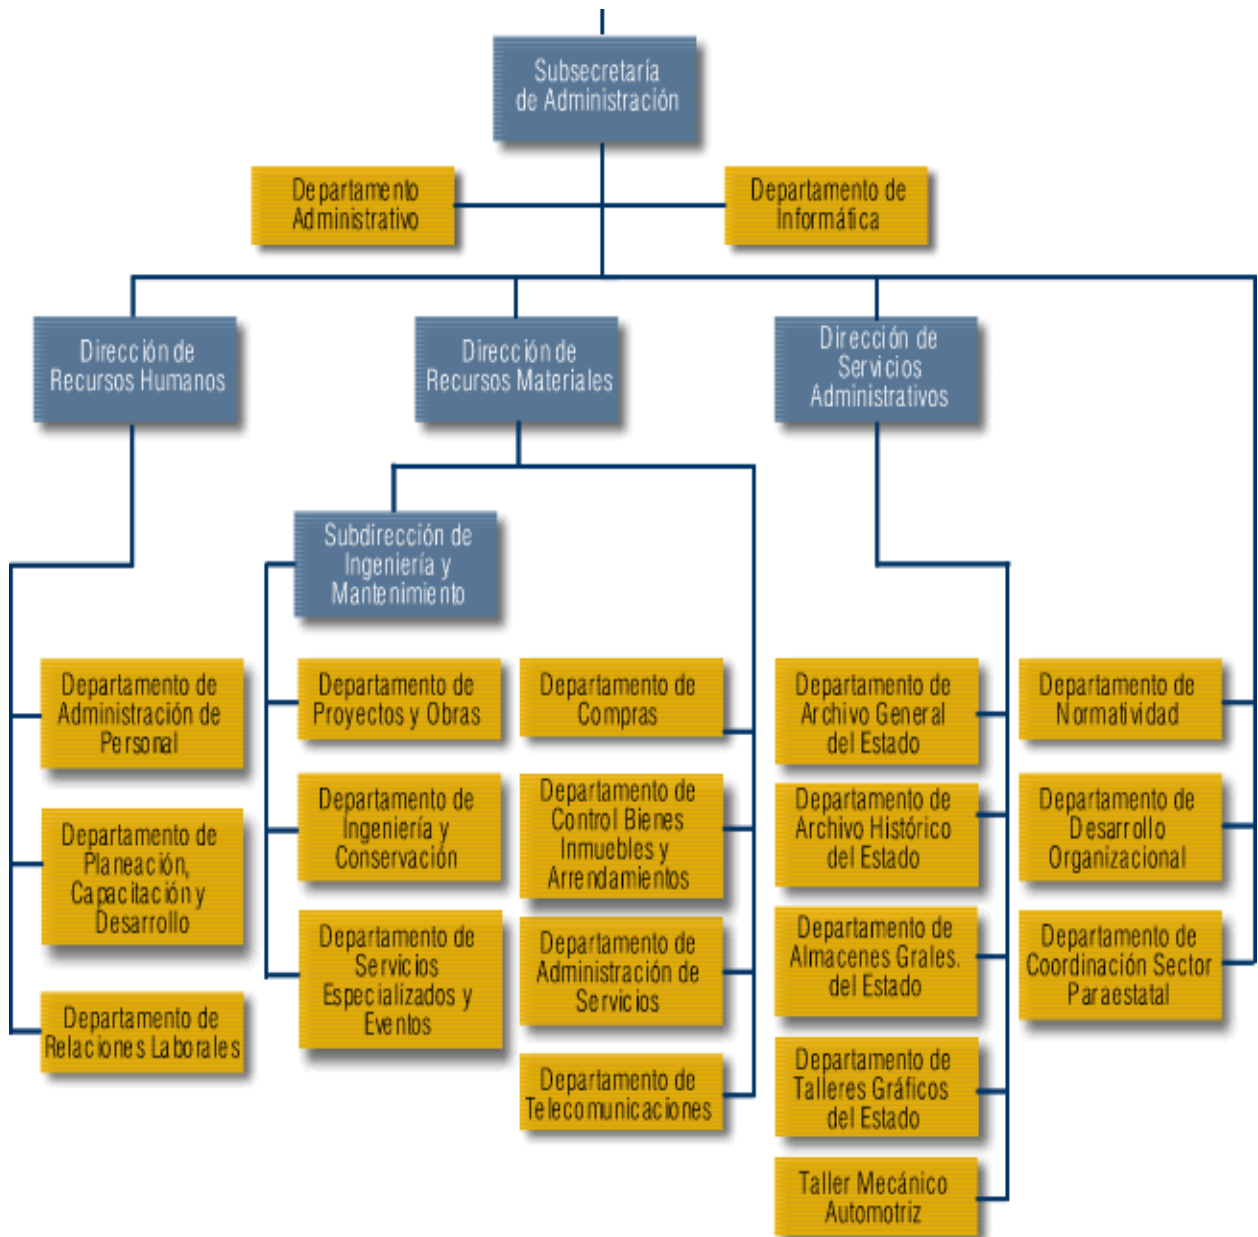 Subsecretaría
de Administración
Departamento
Administrativo
Departamento de
Informática
Dirección de
Recursos Humanos
Dirección de
Recursos Materiales
Dirección de
Servicios
Administrativos
Subdirección de
Ingeniería y
Mantenimiento
Departamento de
Administración de
Personal
Departamento de
Planeación,
Capacitación y
Desarrollo
Departamento de
Relaciones Laborales
Departamento de
Proyectos y Obras
Departamento de
Ingeniería y
Conservación
Departamento de
Servicios
Especializados y
Eventos
Departamento de
Compras
Departamento de
Control Bienes
Inmuebles y
Arrendamientos
Departamento de
Administración de
Servicios
Departamento de
Telecomunicaciones
Departamento de
Archivo General
del Estado
Departamento de
Archivo Histórico
del Estado
Departamento de
Almacenes Grales.
del Estado
Departamento de
Talleres Gráficos
del Estado
Taller Mecánico
Automotriz
Departamento de
Normatividad
Departamento de
Desarrollo
Organizacional
Departamento de
Coordinación Sector
Paraestatal